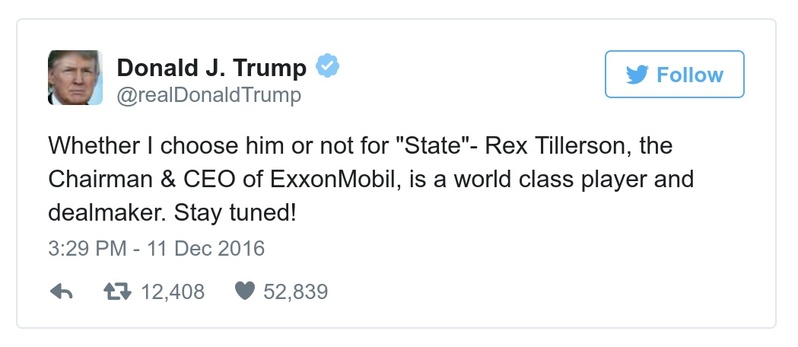 Donald J. Trump
@realDonaldTrump
Follow
Whether I choose him or not for "State"- Rex Tillerson, the
Chairman & CEO of ExxonMobil, is a world class player and
dealmaker. Stay tuned!
3:29 PM - 11 Dec 2016
12,408 52,839